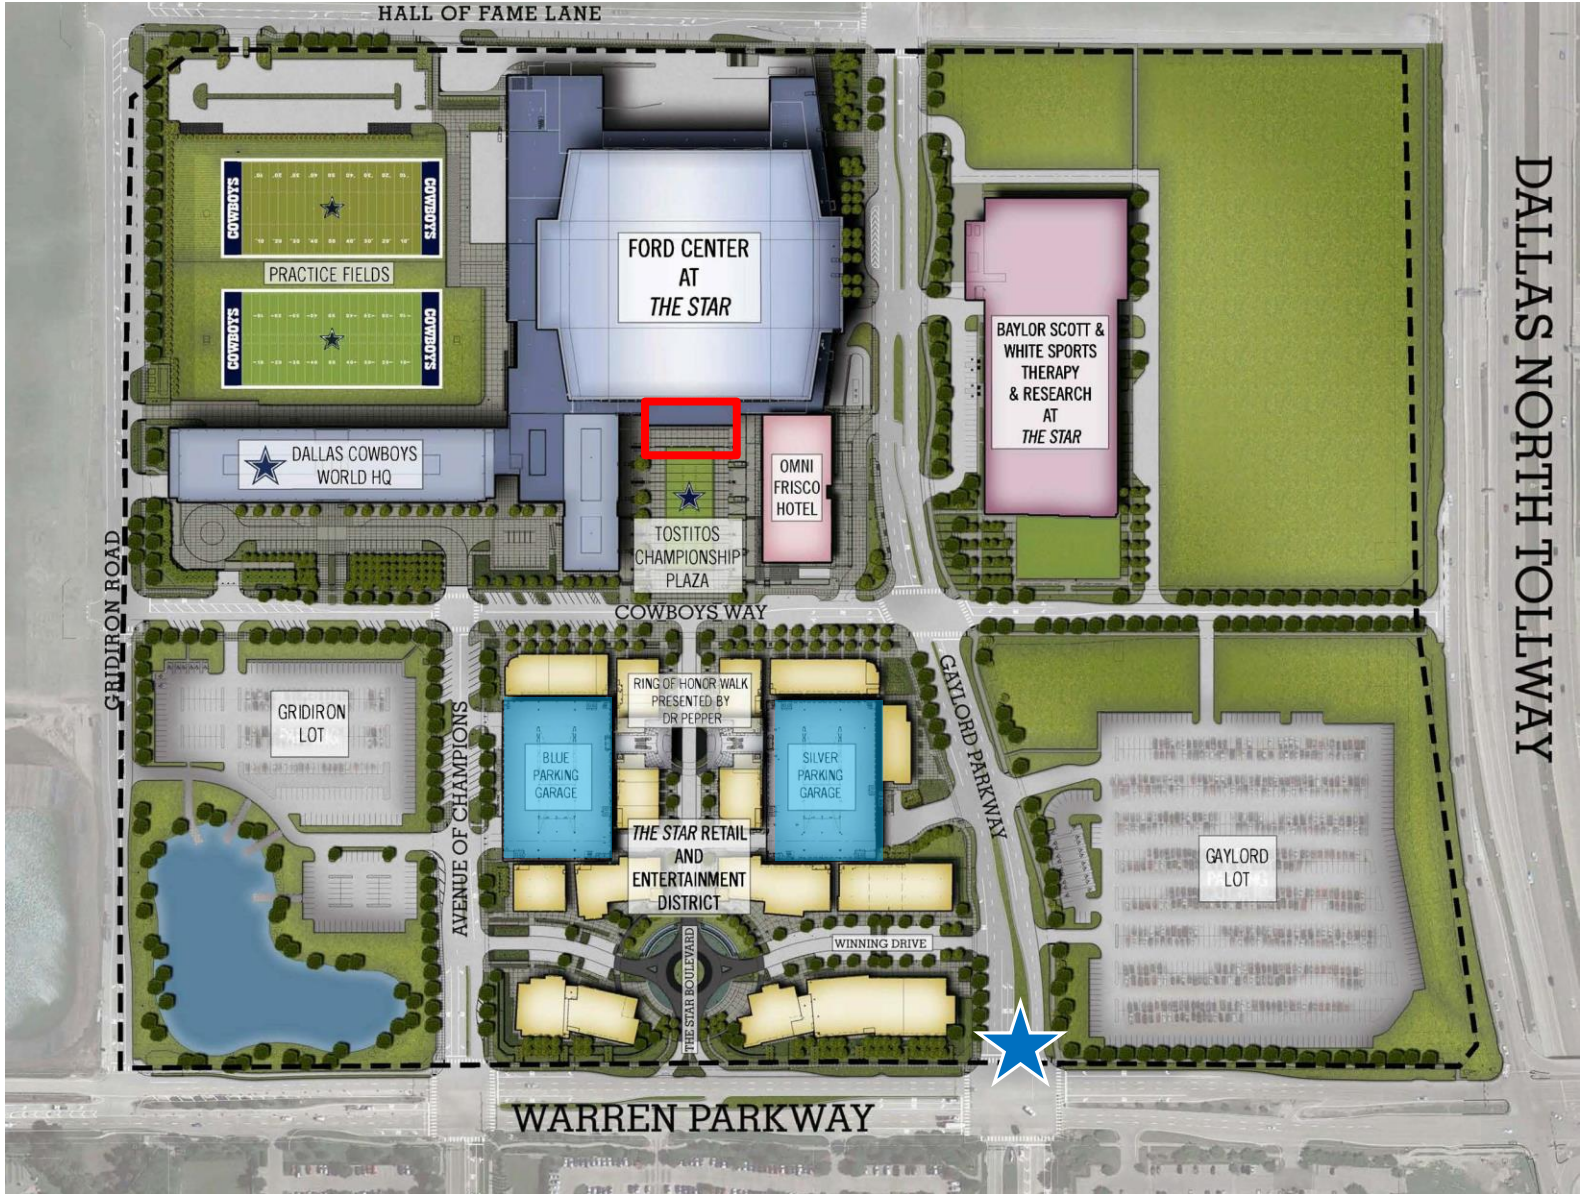 HALL OF FAME LANE
COWBOYS
COWBOYS
PRACTICE FIELDS
COWBOYS
COWBOYS
FORD CENTER
AT
THE STAR
BAYLOR SCOTT &
WHITE SPORTS
THERAPY
& RESEARCH
AT
THE STAR
DALLAS NORTH TOLLWAY
DALLAS COWBOYS
WORLD HQ
OMNI
FRISCO
HOTEL
TOSTITOS
CHAMPIONSHIP
PLAZA
GRIDIRON ROAD
COWBOYS WAY
GRIDIRON
LOT
AVENUE OF CHAMPIONS
RING OF HONOR WALK
PRESENTED BY
DR PEPPER
BLUE
PARKING
GARAGE
SILVER
PARKING
GARAGE
GAYLORD PARKWAY
THE STAR RETAIL
AND
ENTERTAINMENT
DISTRICT
GAYLORD
LOT
WINNING DRIVE
THE STAR BOULEVARD
WARREN PARKWAY